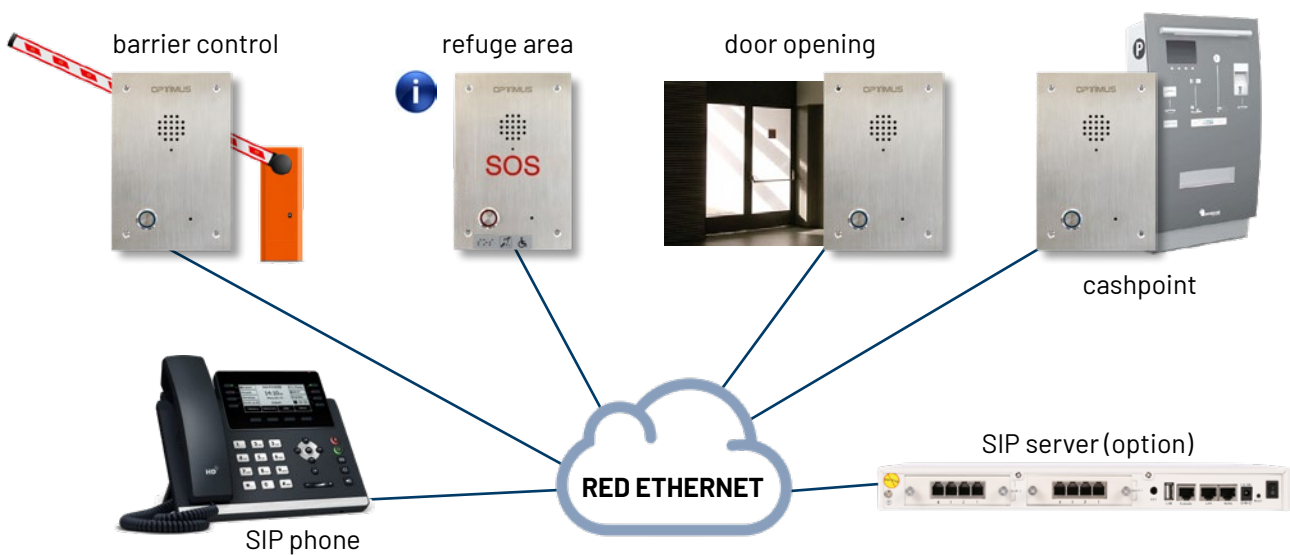 barrier control
refuge area
door opening
OPTIMUS
OPTIMUS
SOS
OPTIMUS
OPTIMUS
P
cashpoint
SIP server (option)
RED ETHERNET
HD
SIP phone